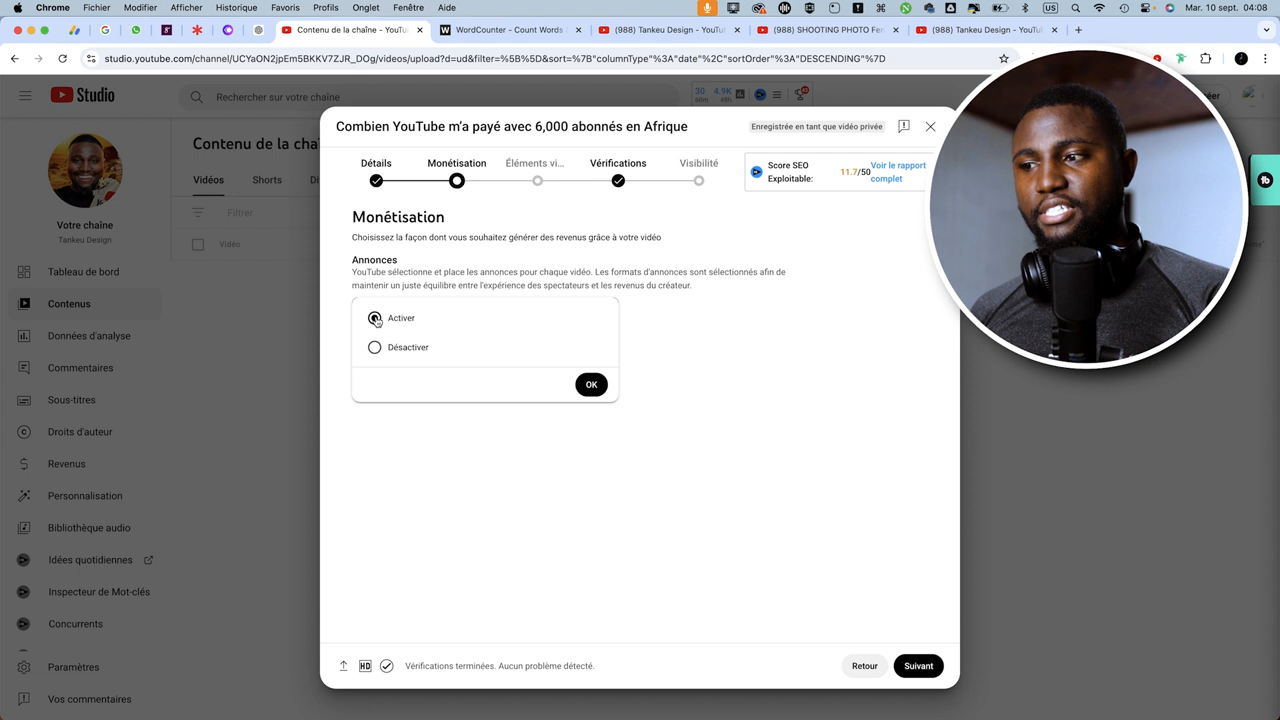 Chrome Fichier Modifier Afficher Historique Favoris Profils Onglet Fenêtre Aide
US
Mar. 10 sept. 04:08
Contenu de la chaîne - YouTu
WordCounter - Count Words
(988) Tankeu Design - YouTu
(988) SHOOTING PHOTO Fe
(988) Tankeu Design - YouTu
studio.youtube.com/channel/UCYaON2jpEm5BKKV7ZJR_DOg/videos/upload?d=ud&filter=%5B%5D&sort=%7B"columnType"%3A"date"%2C"sortOrder"%3A"DESCENDING"%7D
Studio
Rechercher sur votre chaîne
30 4.9K
60m 48h
Votre chaîne
Tankeu Design
Tableau de bord
Contenus
Données d'analyse
Commentaires
Sous-titres
Droits d'auteur
Revenus
Personnalisation
Bibliothèque audio
Idées quotidiennes
Inspecteur de Mot-clés
Concurrents
Paramètres
Vos commentaires
Contenu de la cha
Vidéos Shorts Di
Filtrer
Vidéo
Combien YouTube m'a payé avec 6,000 abonnés en Afrique
Enregistrée en tant que vidéo privée
Détails Monétisation Éléments vi... Vérifications Visibilité
Score SEO Exploitable: 11.7/50
Voir le rapport complet
Monétisation
Choisissez la façon dont vous souhaitez générer des revenus grâce à votre vidéo
Annonces
YouTube sélectionne et place les annonces pour chaque vidéo. Les formats d'annonces sont sélectionnés afin de
maintenir un juste équilibre entre l'expérience des spectateurs et les revenus du créateur.
Activer
Désactiver
OK
HD
Vérifications terminées. Aucun problème détecté.
Retour
Suivant